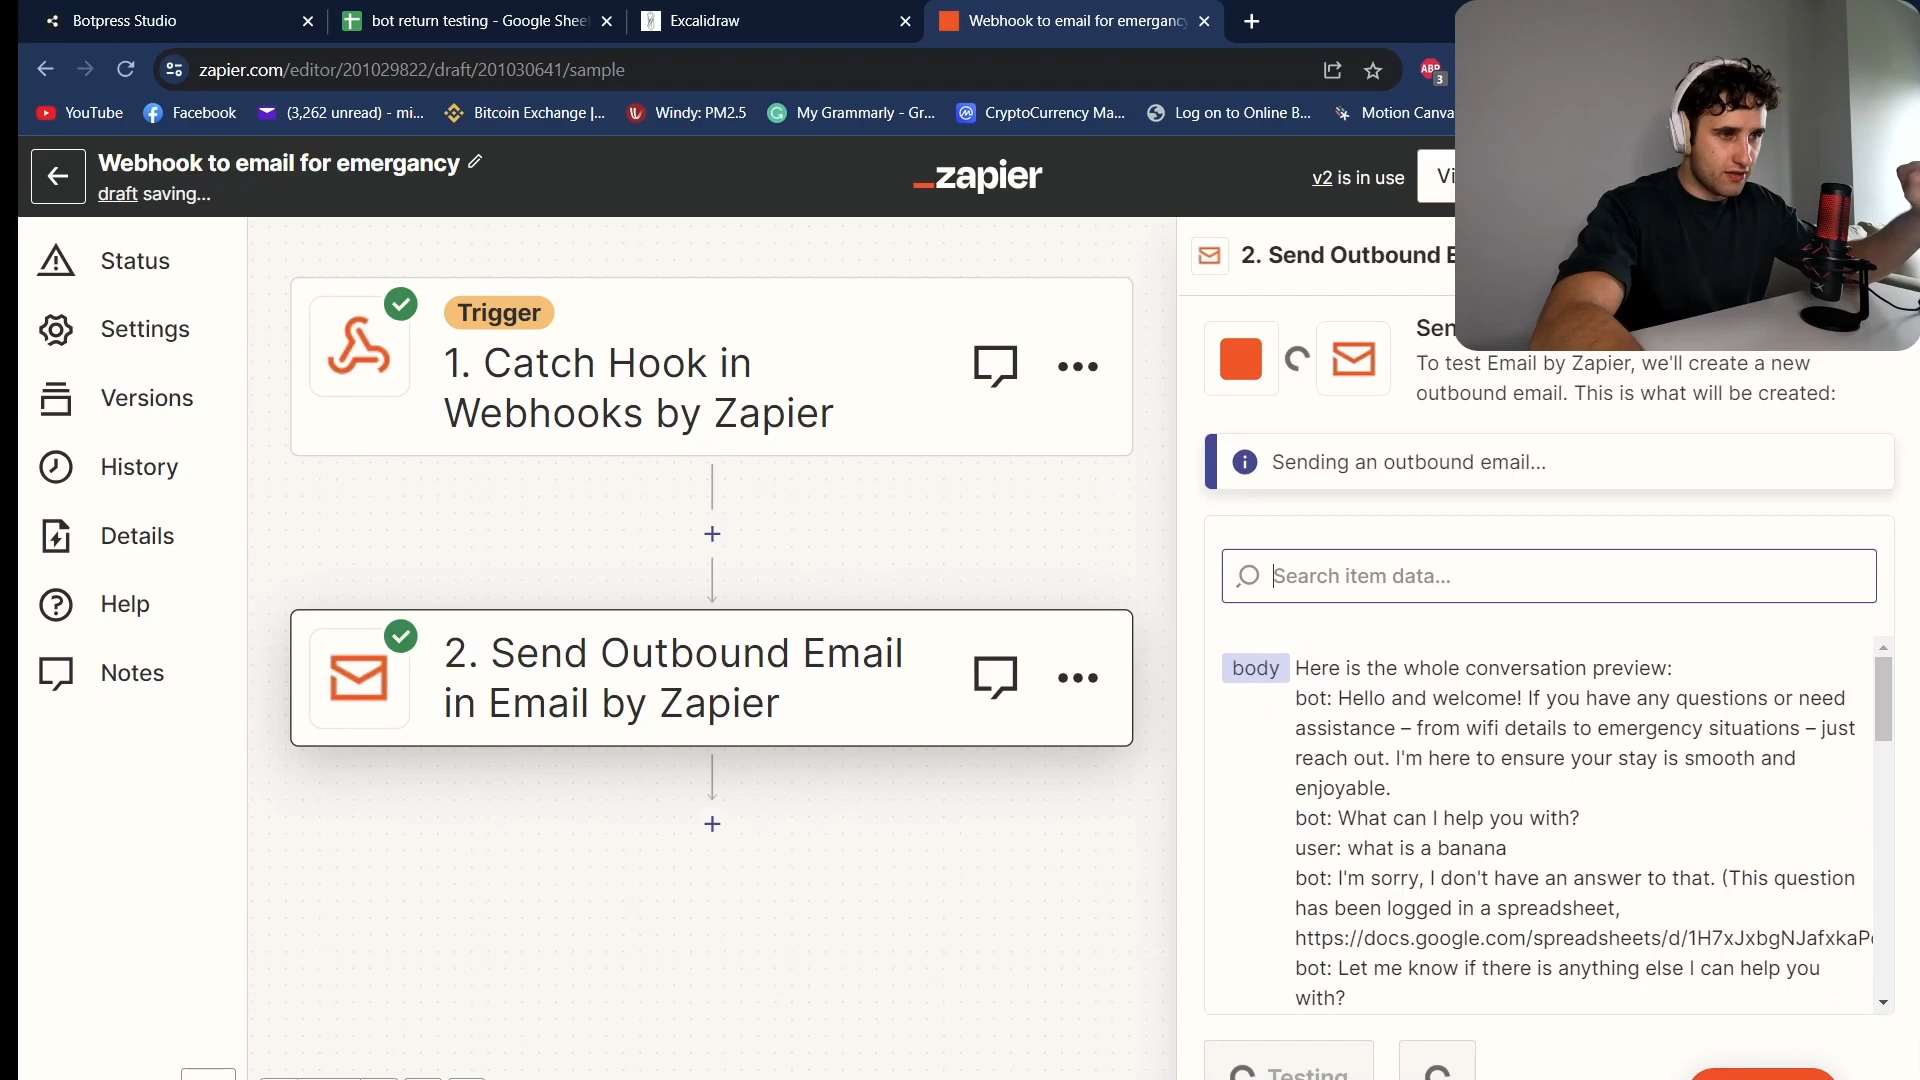 Botpress Studio
bot return testing - Google Shee
Excalidraw
Webhook to email for emerganc
zapier.com/editor/201029822/draft/201030641/sample
ABP
3
YouTube
Facebook
(3,262 unread) - mi...
Bitcoin Exchange |...
Windy: PM2.5
My Grammarly - Gr...
CryptoCurrency Ma...
Log on to Online B...
Motion Canva
Webhook to email for emergancy
draft saving...
_zapier
v2 is in use
Vi
Status
Settings
Versions
History
Details
Help
Notes
Trigger
1. Catch Hook in
Webhooks by Zapier
2. Send Outbound Email
in Email by Zapier
2. Send Outbound E
Sen
To test Email by Zapier, we'll create a new
outbound email. This is what will be created:
Sending an outbound email...
Search item data...
body
Here is the whole conversation preview:
bot: Hello and welcome! If you have any questions or need
assistance – from wifi details to emergency situations – just
reach out. I'm here to ensure your stay is smooth and
enjoyable.
bot: What can I help you with?
user: what is a banana
bot: I'm sorry, I don't have an answer to that. (This question
has been logged in a spreadsheet,
https://docs.google.com/spreadsheets/d/1H7xJxbgNJafxkaP
bot: Let me know if there is anything else I can help you
with?
Testing